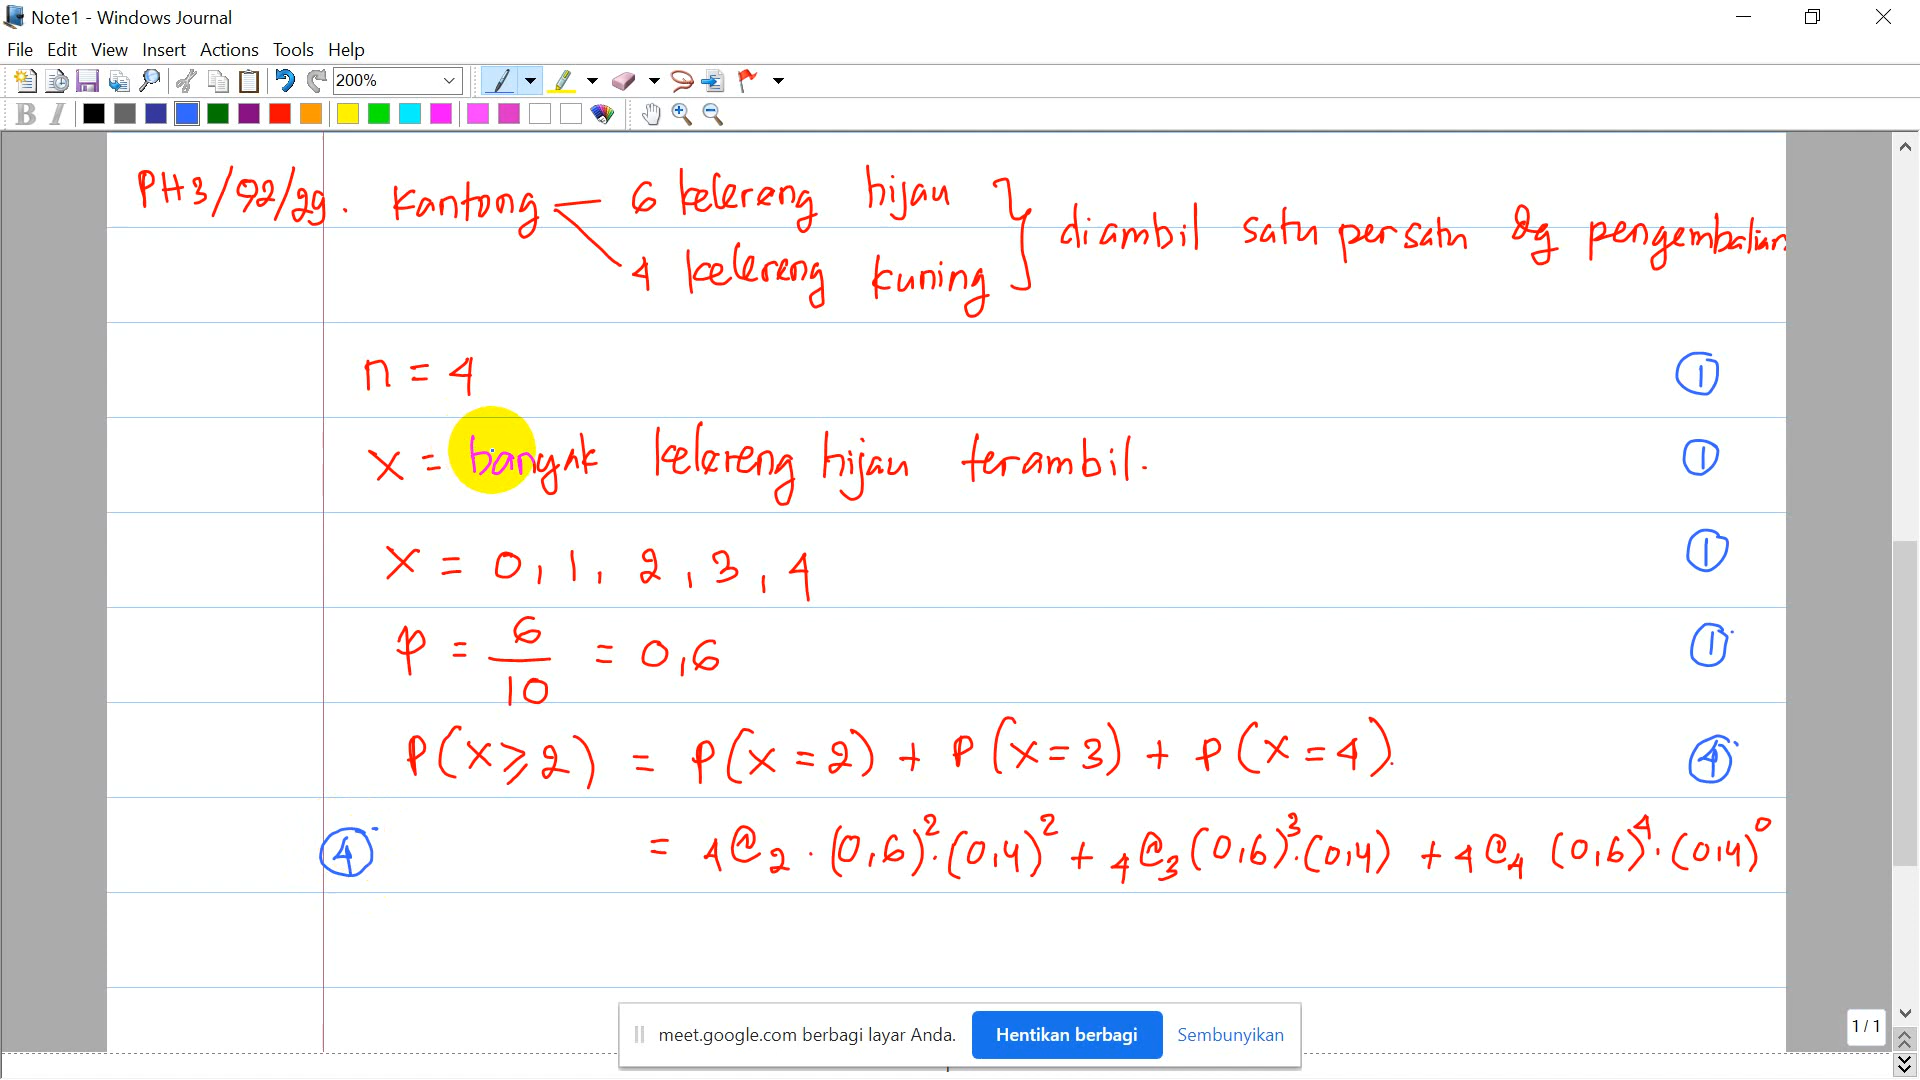 Note1 - Windows Journal
File Edit View Insert Actions Tools Help
200%
B I
PH3/92/29. Kantong 6 kelereng hijau
4 kelereng kuning
diambil satu persatu dg pengembalian
n = 4 ①
x = banyak kelereng hijau terambil. ①
x = 0, 1, 2, 3, 4 ①
p = 6/10 = 0,6 ①
P(x ≥ 2) = P(x = 2) + P(x = 3) + P(x = 4). ④
④ = ₄C₂ . (0,6)² . (0,4)² + ₄C₃ (0,6)³ . (0,4) + ₄C₄ (0,6)⁴ . (0,4)⁰
1 / 1
meet.google.com berbagi layar Anda. Hentikan berbagi Sembunyikan